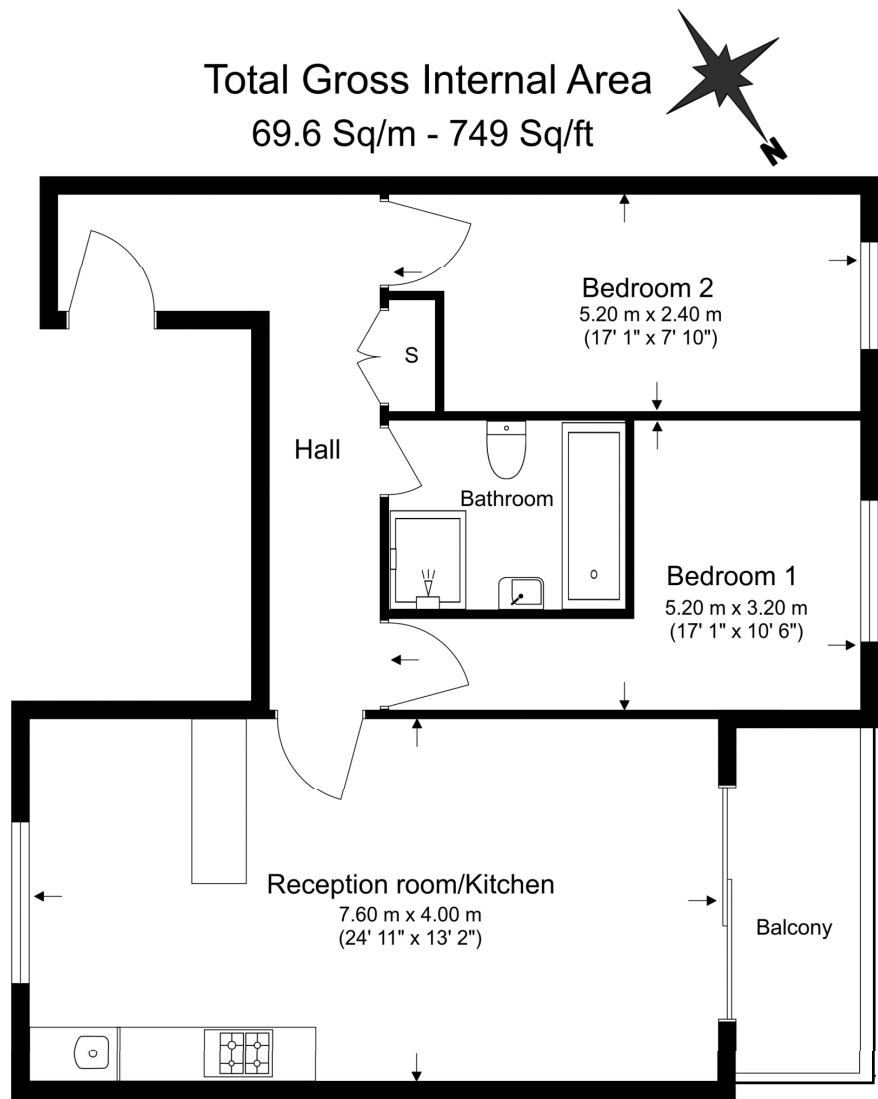 Total Gross Internal Area
69.6 Sq/m - 749 Sq/ft
N
Bedroom 2
5.20 m x 2.40 m
(17' 1" x 7' 10")
S
Hall
Bathroom
Bedroom 1
5.20 m x 3.20 m
(17' 1" x 10' 6")
Reception room/Kitchen
7.60 m x 4.00 m
(24' 11" x 13' 2")
Balcony